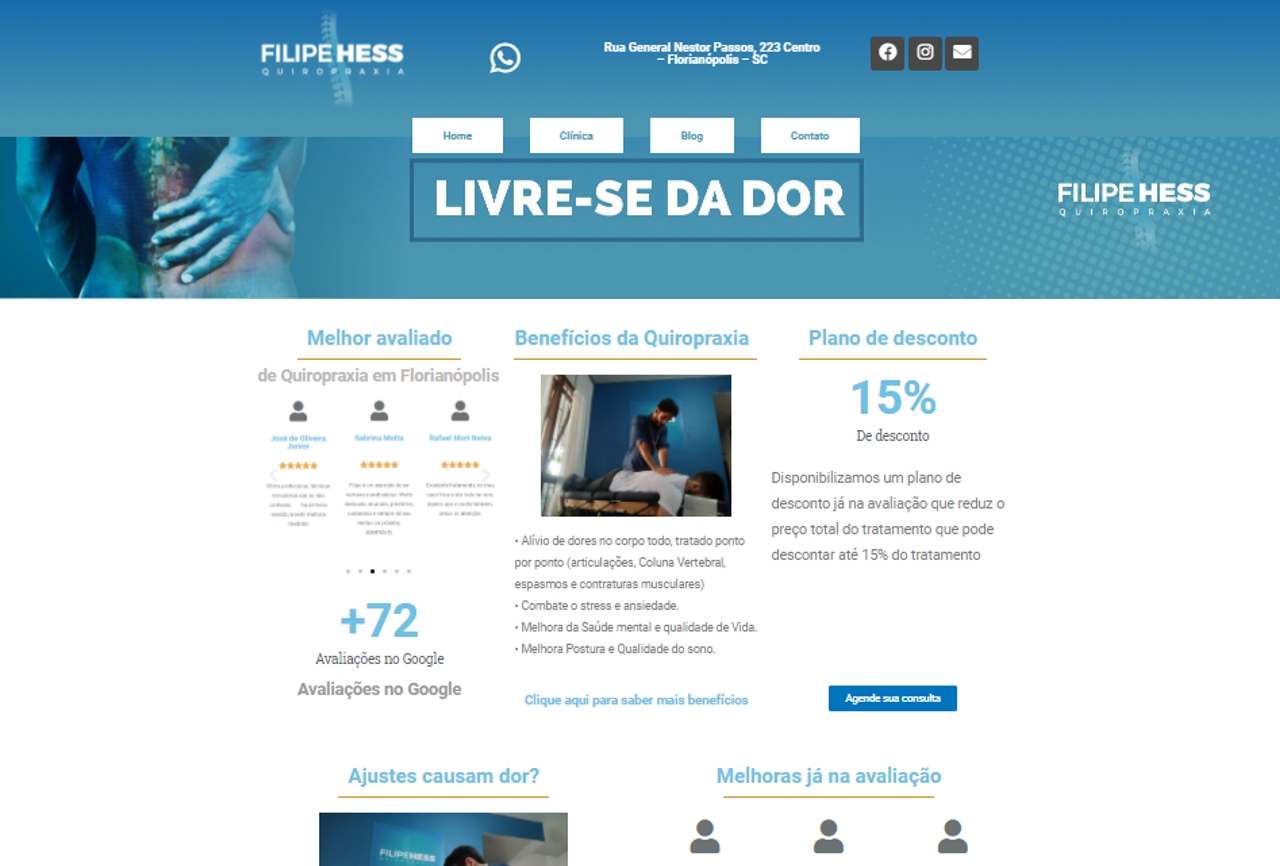 FILIPE HESS
QUIROPRAXIA
Rua General Nestor Passos, 223 Centro
– Florianópolis – SC
Home
Clínica
Blog
Contato
LIVRE-SE DA DOR
FILIPE HESS
QUIROPRAXIA
Melhor avaliado
de Quiropraxia em Florianópolis
José de Oliveira
Junior
Sabrina Motta
Rafael Mori Neiva
+72
Avaliações no Google
Avaliações no Google
Benefícios da Quiropraxia
• Alívio de dores no corpo todo, tratado ponto
por ponto (articulações, Coluna Vertebral,
espasmos e contraturas musculares)
• Combate o stress e ansiedade.
• Melhora da Saúde mental e qualidade de Vida.
• Melhora Postura e Qualidade do sono.
Clique aqui para saber mais benefícios
Plano de desconto
15%
De desconto
Disponibilizamos um plano de
desconto já na avaliação que reduz o
preço total do tratamento que pode
descontar até 15% do tratamento
Agende sua consulta
Ajustes causam dor?
FILIPE HESS
Melhoras já na avaliação